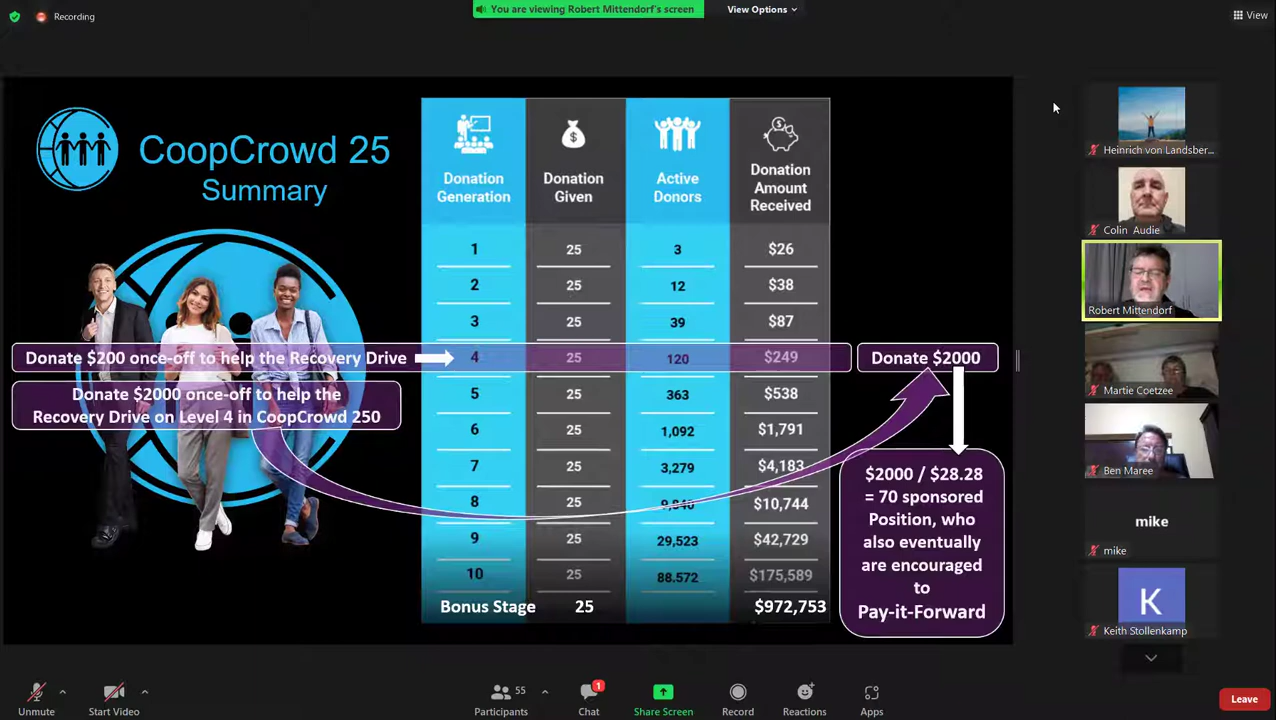 Recording
You are viewing Robert Mittendorf's screen
View Options
View
CoopCrowd 25
Summary
Donation
Generation
Donation
Given
Active
Donors
Donation
Amount
Received
1 25 3 $26
2 25 12 $38
3 25 39 $87
4 25 120 $249
5 25 363 $538
6 25 1,092 $1,791
7 25 3,279 $4,183
8 25 9,840 $10,744
9 25 29,523 $42,729
10 25 88.572 $175,589
Bonus Stage 25 $972,753
Donate $200 once-off to help the Recovery Drive
Donate $2000
Donate $2000 once-off to help the
Recovery Drive on Level 4 in CoopCrowd 250
$2000 / $28.28
= 70 sponsored
Position, who
also eventually
are encouraged
to
Pay-it-Forward
Heinrich von Landsber...
Colin Audie
Robert Mittendorf
Martie Coetzee
Ben Maree
mike
mike
K
Keith Stollenkamp
Unmute
Start Video
55
Participants
1
Chat
Share Screen
Record
Reactions
Apps
Leave